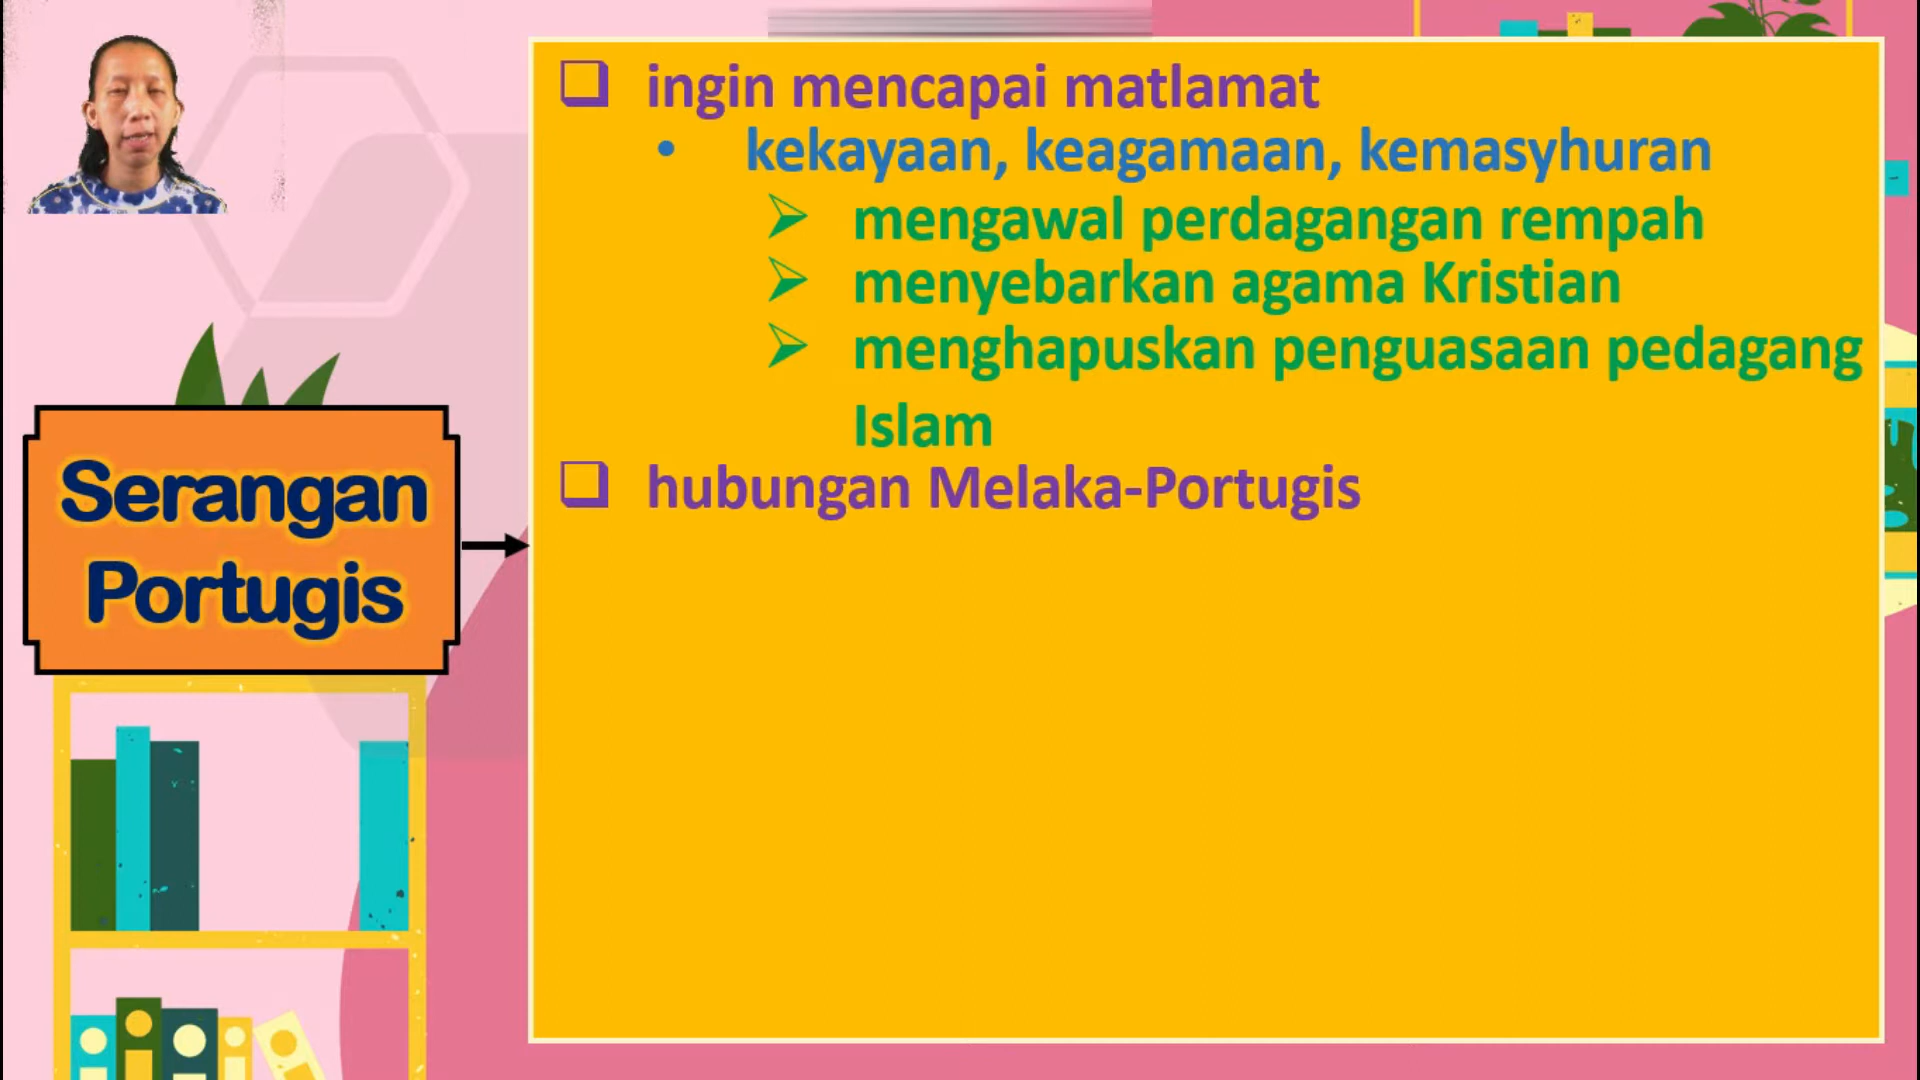 ingin mencapai matlamat
kekayaan, keagamaan, kemasyhuran
mengawal perdagangan rempah
menyebarkan agama Kristian
menghapuskan penguasaan pedagang
Islam
hubungan Melaka-Portugis
Serangan
Portugis